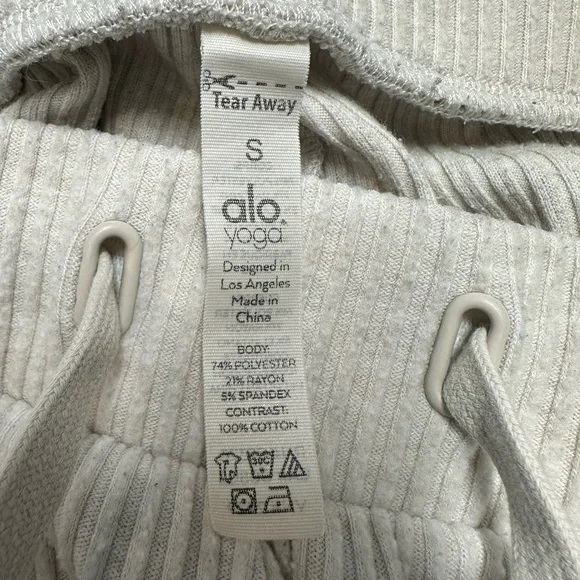 Tear Away
S
alo.
yoga
Designed in
Los Angeles
Made in
China
BODY:
74% POLYESTER
21% RAYON
5% SPANDEX
CONTRAST:
100% COTTON
30C